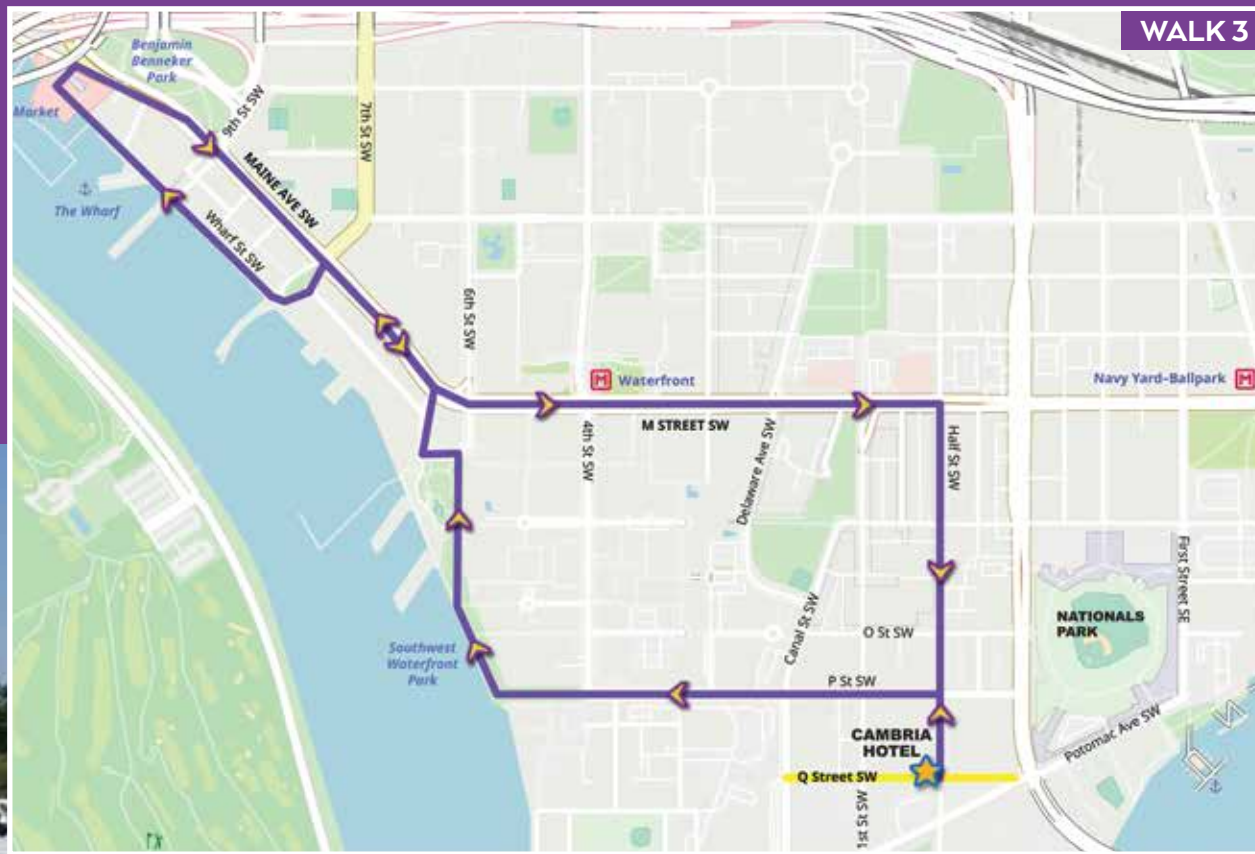 WALK 3
Benjamin
Benneker
Park
Market
9th St SW
7th St SW
MAINE AVE SW
The Wharf
Wharf St SW
6th St SW
M Waterfront
Navy Yard–Ballpark M
M STREET SW
4th St SW
Delaware Ave SW
Half St SW
First Street SE
Canal St SW
NATIONALS
PARK
O St SW
Southwest
Waterfront
Park
P St SW
Potomac Ave SW
CAMBRIA
HOTEL
Q Street SW
1st St SW